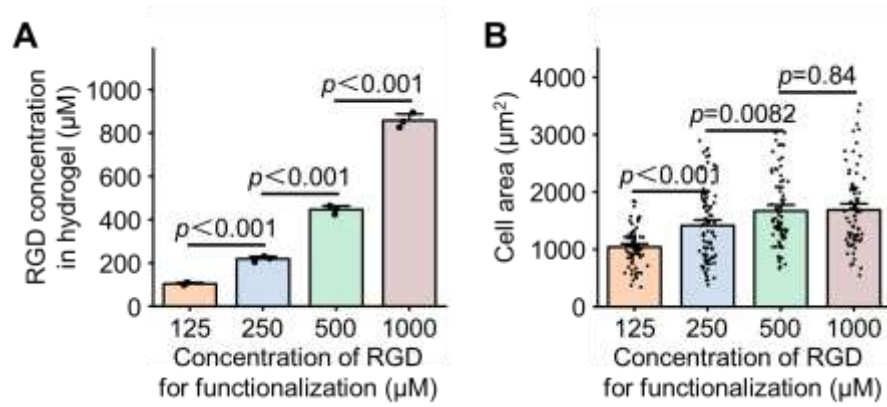 A
RGD concentration
in hydrogel (µM)
1000
800
600
400
200
0
p<0.001
p<0.001
p<0.001
125 250 500 1000
Concentration of RGD
for functionalization (µM)
B
Cell area (µm²)
4000
3000
2000
1000
0
p=0.84
p=0.0082
p<0.001
125 250 500 1000
Concentration of RGD
for functionalization (µM)